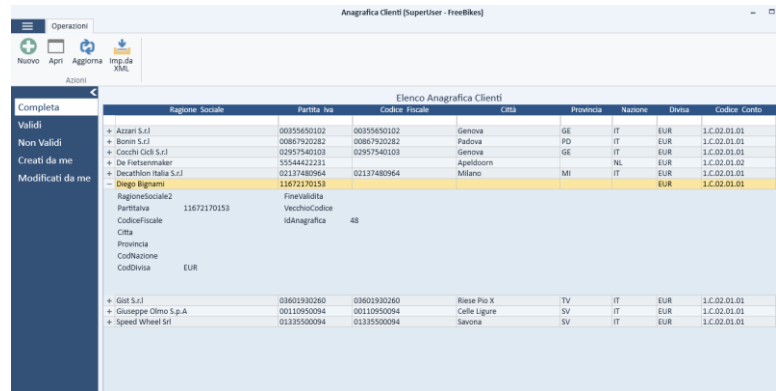 Anagrafica Clienti (SuperUser - FreeBikes)
Operazioni
Nuovo Apri Aggiorna Imp.da XML
Azioni
Elenco Anagrafica Clienti
Completa
Validi
Non Validi
Creati da me
Modificati da me
Ragione Sociale Partita Iva Codice Fiscale Città Provincia Nazione Divisa Codice Conto
+ Azzari S.r.l 00355650102 00355650102 Genova GE IT EUR 1.C.02.01.01
+ Bonin S.r.l 00867920282 00867920282 Padova PD IT EUR 1.C.02.01.01
+ Cocchi Cicli S.r.l 02957540103 02957540103 Genova GE IT EUR 1.C.02.01.01
+ De Fietsenmaker 55544422231 Apeldoorn NL EUR 1.C.02.01.02
+ Decathlon Italia S.r.l 02137480964 02137480964 Milano MI IT EUR 1.C.02.01.01
− Diego Bignami 11672170153 EUR 1.C.02.01.01
RagioneSociale2 FineValidita
PartitaIva 11672170153 VecchioCodice
CodiceFiscale IdAnagrafica 48
Citta
Provincia
CodNazione
CodDivisa EUR
+ Gist S.r.l 03601930260 03601930260 Riese Pio X TV IT EUR 1.C.02.01.01
+ Giuseppe Olmo S.p.A 00110950094 00110950094 Celle Ligure SV IT EUR 1.C.02.01.01
+ Speed Wheel Srl 01335500094 01335500094 Savona SV IT EUR 1.C.02.01.01